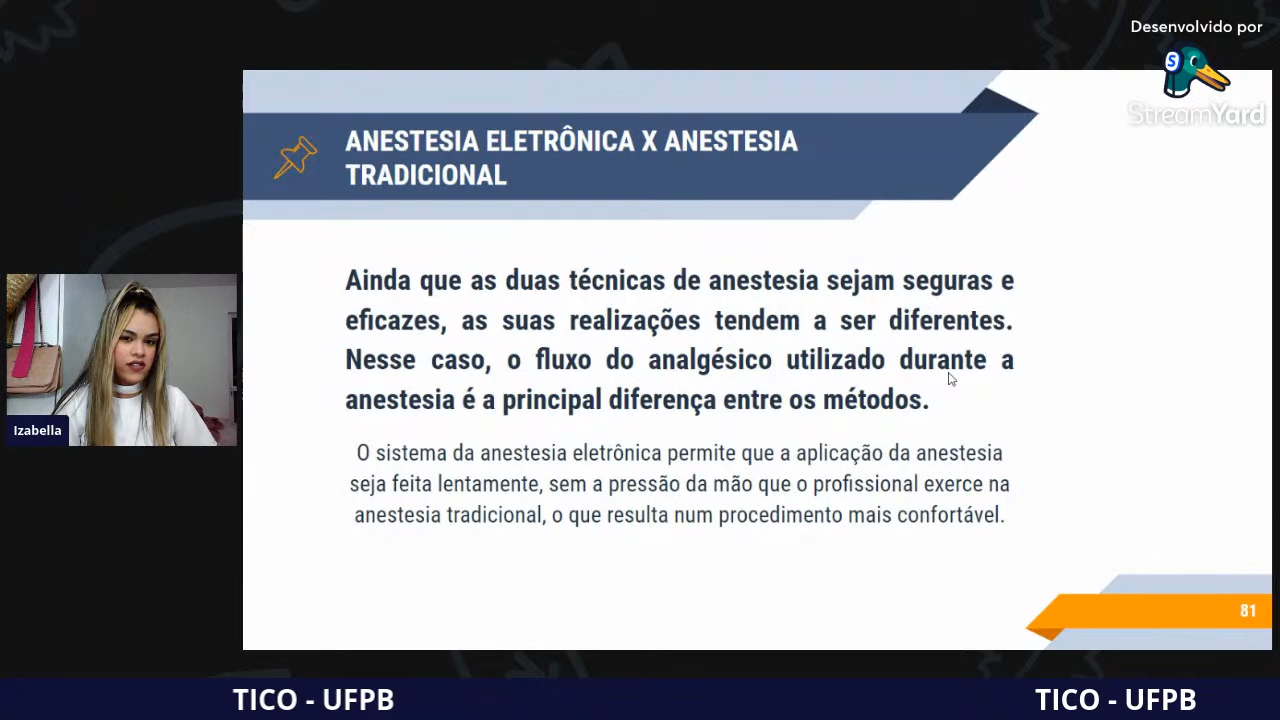 Desenvolvido por
S
StreamYard
ANESTESIA ELETRÔNICA X ANESTESIA
TRADICIONAL
Ainda que as duas técnicas de anestesia sejam seguras e
eficazes, as suas realizações tendem a ser diferentes.
Nesse caso, o fluxo do analgésico utilizado durante a
anestesia é a principal diferença entre os métodos.
O sistema da anestesia eletrônica permite que a aplicação da anestesia
seja feita lentamente, sem a pressão da mão que o profissional exerce na
anestesia tradicional, o que resulta num procedimento mais confortável.
Izabella
81
TICO - UFPB
TICO - UFPB